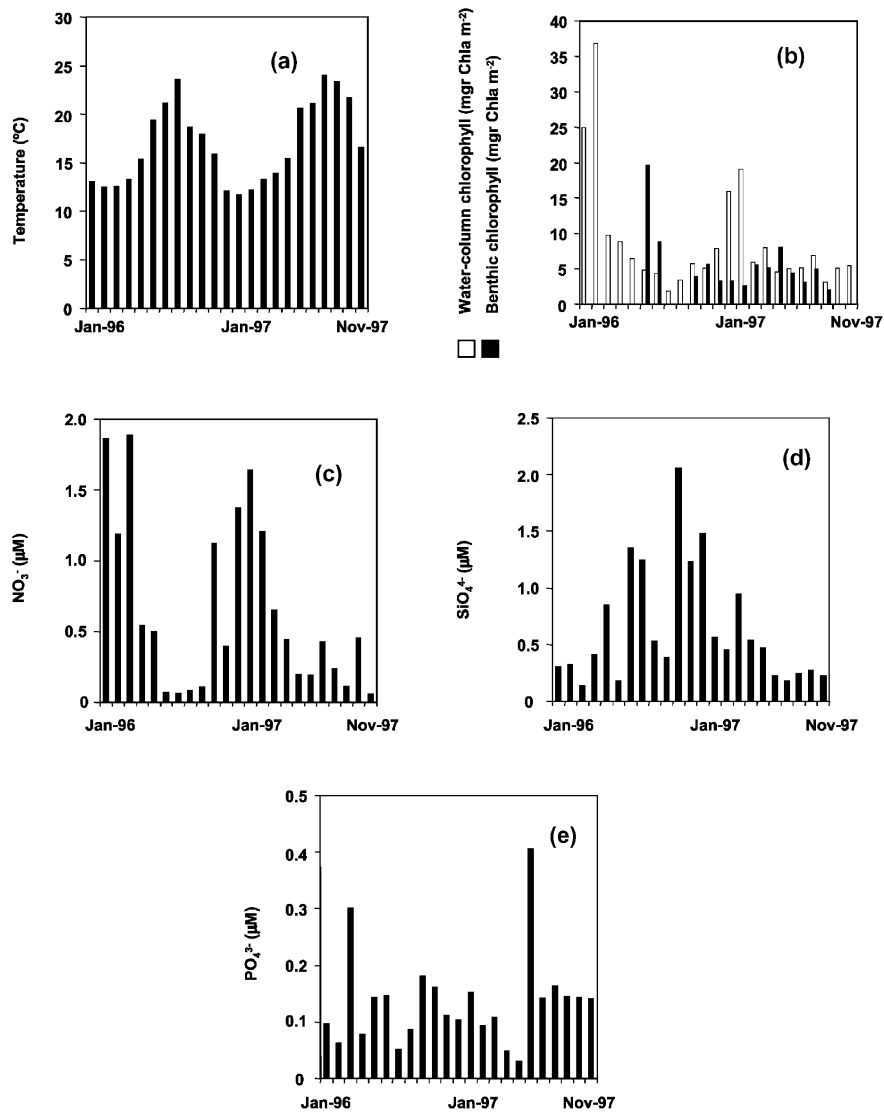 (a)
Temperature (ºC)
30
25
20
15
10
5
0
Jan-96
Jan-97
Nov-97
(b)
Water-column chlorophyll (mgr Chla m-2)
Benthic chlorophyll (mgr Chla m-2)
40
35
30
25
20
15
10
5
0
Jan-96
Jan-97
Nov-97
(c)
NO3- (µM)
2.0
1.5
1.0
0.5
0
Jan-96
Jan-97
Nov-97
(d)
SiO44- (µM)
2.5
2.0
1.5
1.0
0.5
0
Jan-96
Jan-97
Nov-97
(e)
PO43- (µM)
0.5
0.4
0.3
0.2
0.1
0
Jan-96
Jan-97
Nov-97